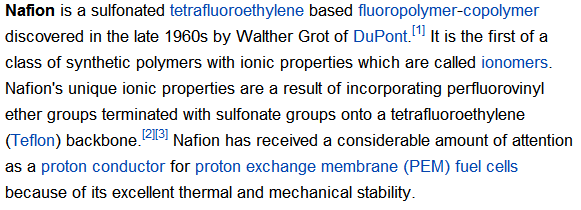 Nafion is a sulfonated tetrafluoroethylene based fluoropolymer-copolymer
discovered in the late 1960s by Walther Grot of DuPont.[1] It is the first of a
class of synthetic polymers with ionic properties which are called ionomers.
Nafion's unique ionic properties are a result of incorporating perfluorovinyl
ether groups terminated with sulfonate groups onto a tetrafluoroethylene
(Teflon) backbone.[2][3] Nafion has received a considerable amount of attention
as a proton conductor for proton exchange membrane (PEM) fuel cells
because of its excellent thermal and mechanical stability.